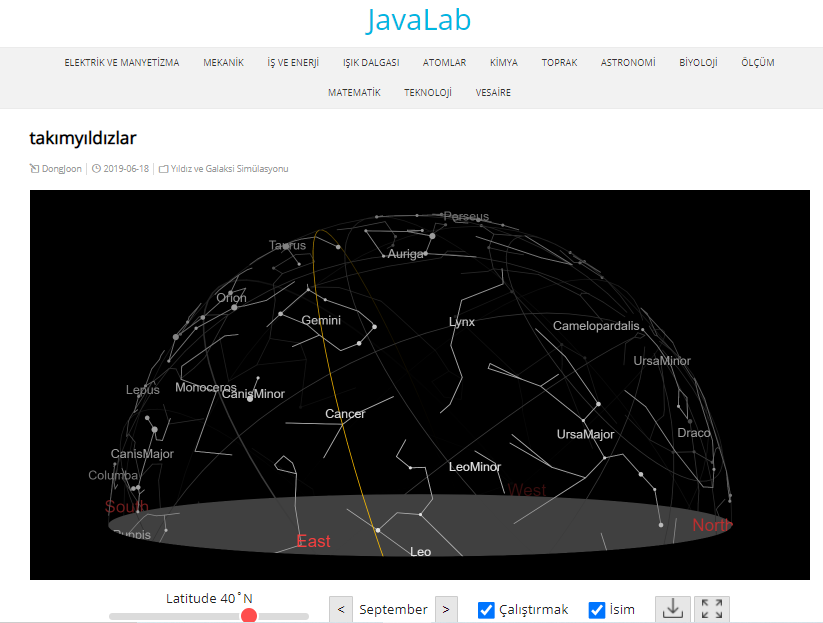 JavaLab
ELEKTRİK VE MANYETİZMA MEKANİK İŞ VE ENERJİ IŞIK DALGASI ATOMLAR KİMYA TOPRAK ASTRONOMİ BİYOLOJİ ÖLÇÜM
MATEMATİK TEKNOLOJİ VESAİRE
takımyıldızlar
DongJoon 2019-06-18 Yıldız ve Galaksi Simülasyonu
Perseus
Taurus
Auriga
Orion
Gemini
Lynx
Camelopardalis
UrsaMinor
Lepus
Monoceros
CanisMinor
Cancer
UrsaMajor
Draco
CanisMajor
LeoMinor
Columba
West
South
North
Puppis
East
Leo
Latitude 40˚N
< September > Çalıştırmak İsim